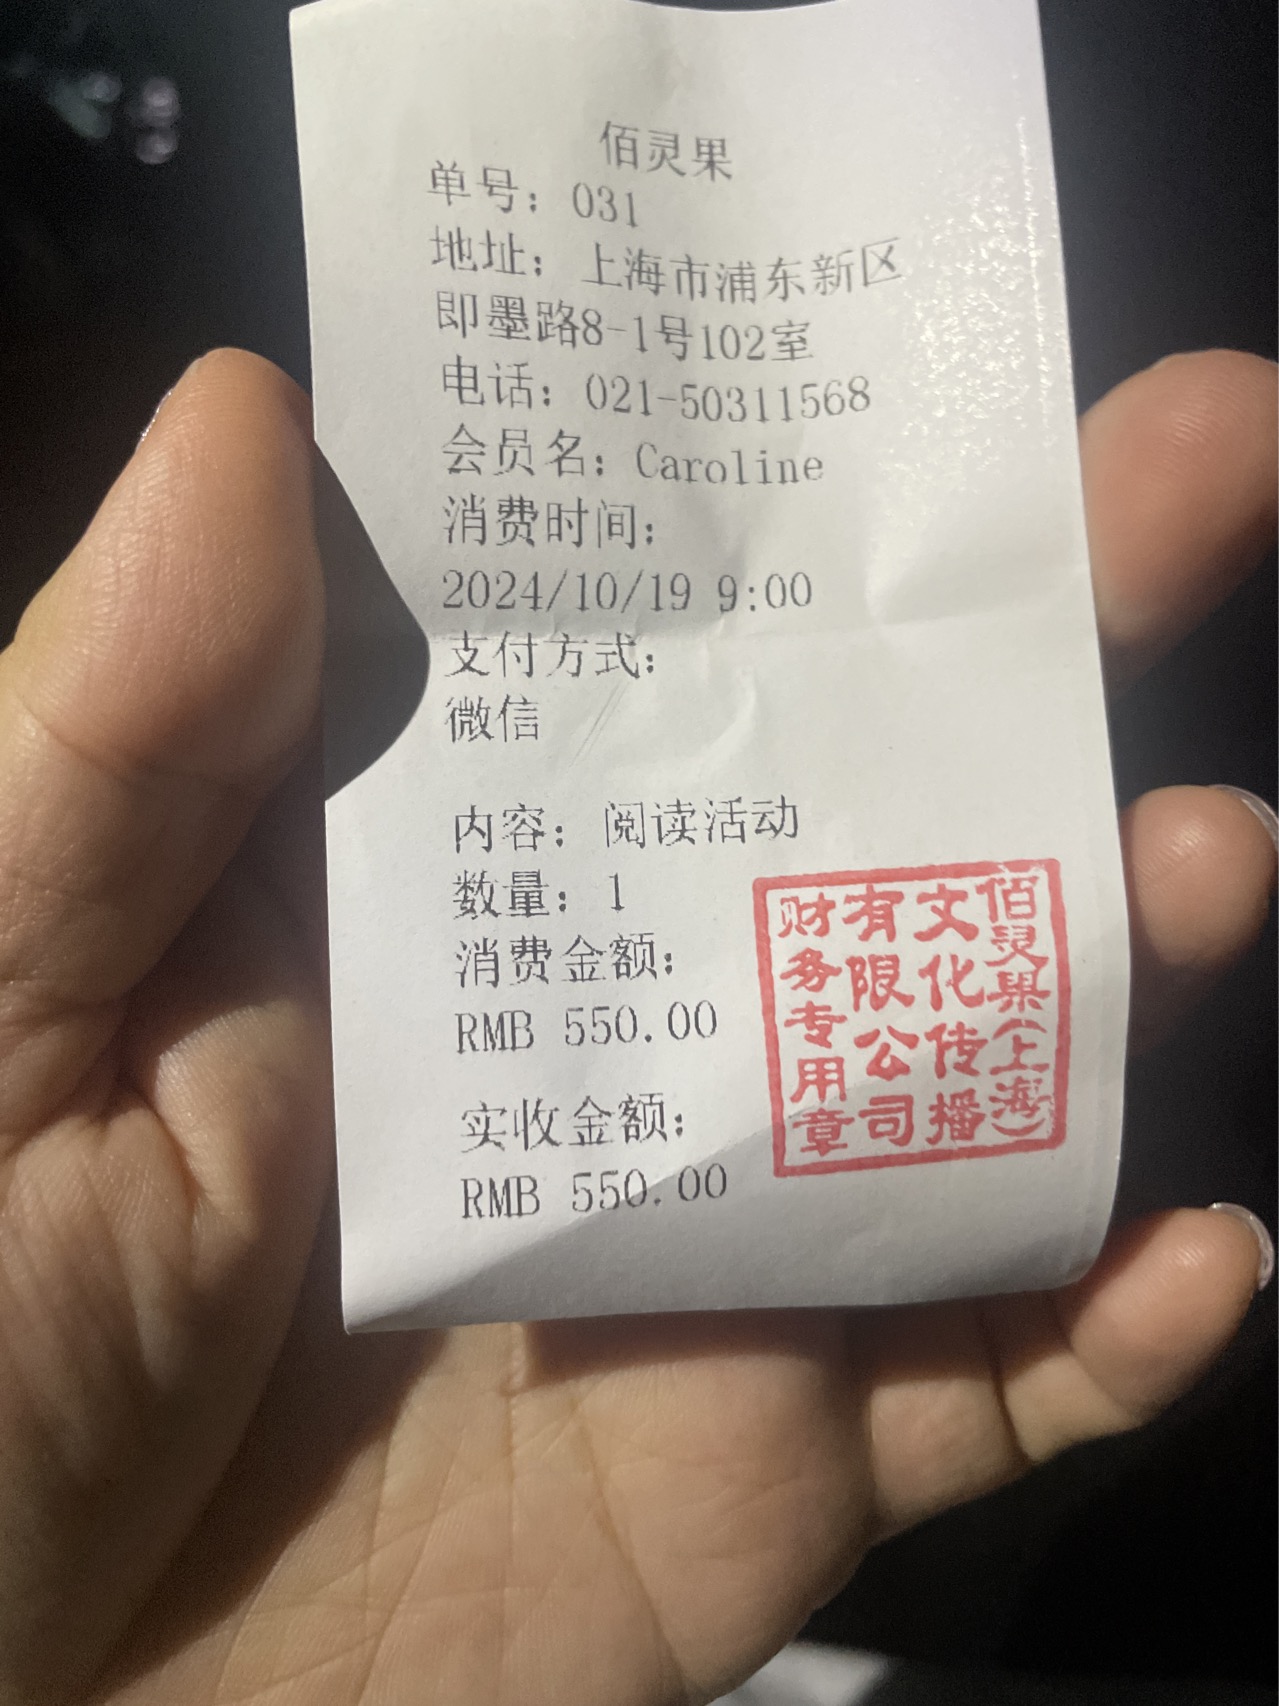 佰灵果
单号：031
地址：上海市浦东新区
即墨路8-1号102室
电话：021-50311568
会员名：Caroline
消费时间：
2024/10/19 9:00
支付方式：
微信
内容：阅读活动
数量：1
消费金额：
RMB 550.00
实收金额：
RMB 550.00
佰灵果(上海)
文化传播
有限公司
财务专用章